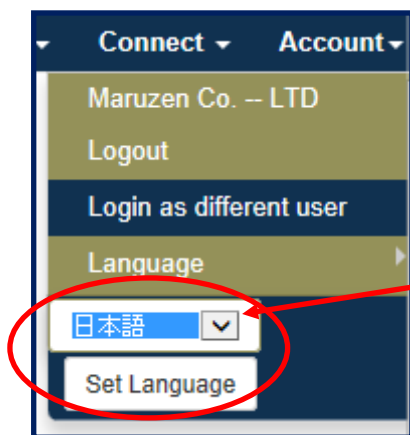 Connect Account
Maruzen Co. -- LTD
Logout
Login as different user
Language
日本語
Set Language